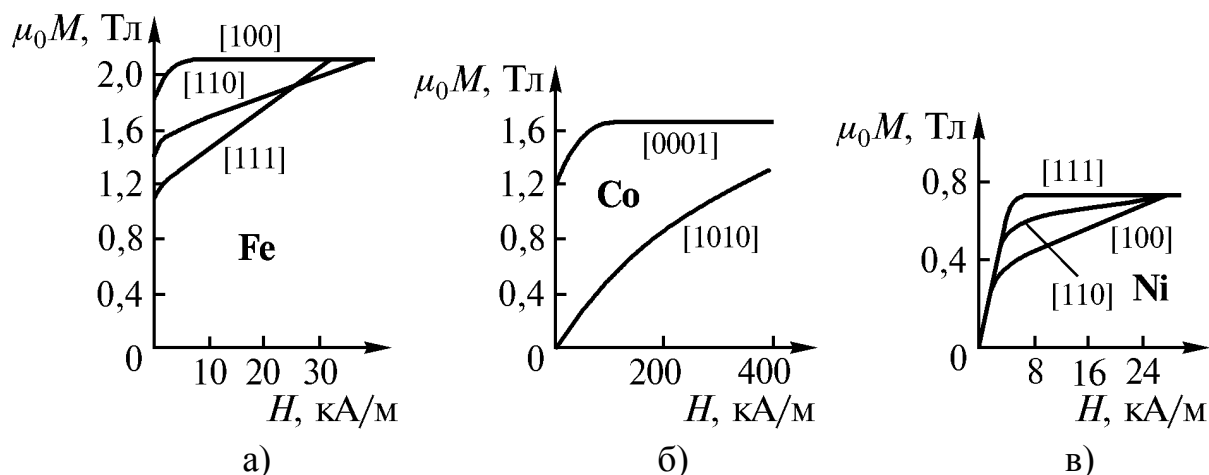 μ₀M, Тл
[100]
2,0
[110]
1,6
[111]
1,2
0,8
Fe
0,4
0
10 20 30
H, кА/м
а)
μ₀M, Тл
1,6
[0001]
1,2
Co
0,8
[1010]
0,4
0
200 400
H, кА/м
б)
μ₀M, Тл
0,8
[111]
[100]
0,4
[110]
Ni
0
8 16 24
H, кА/м
в)